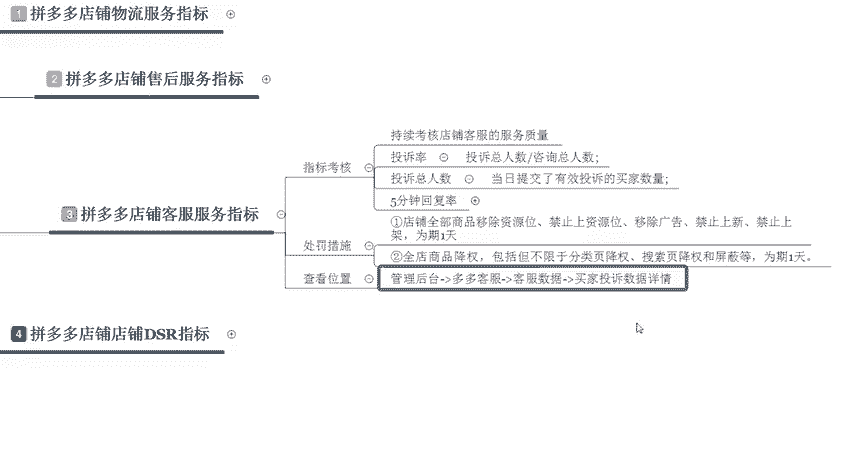 1 拼多多店铺物流服务指标
2 拼多多店铺售后服务指标
3 拼多多店铺客服服务指标
指标考核
持续考核店铺客服的服务质量
投诉率 投诉总人数/咨询总人数;
投诉总人数 当日提交了有效投诉的买家数量;
5分钟回复率
处罚措施
①店铺全部商品移除资源位、禁止上资源位、移除广告、禁止上新、禁止上
架，为期1天
②全店商品降权，包括但不限于分类页降权、搜索页降权和屏蔽等，为期1天。
查看位置
管理后台->多多客服->客服数据->买家投诉数据详情
4 拼多多店铺店铺DSR指标